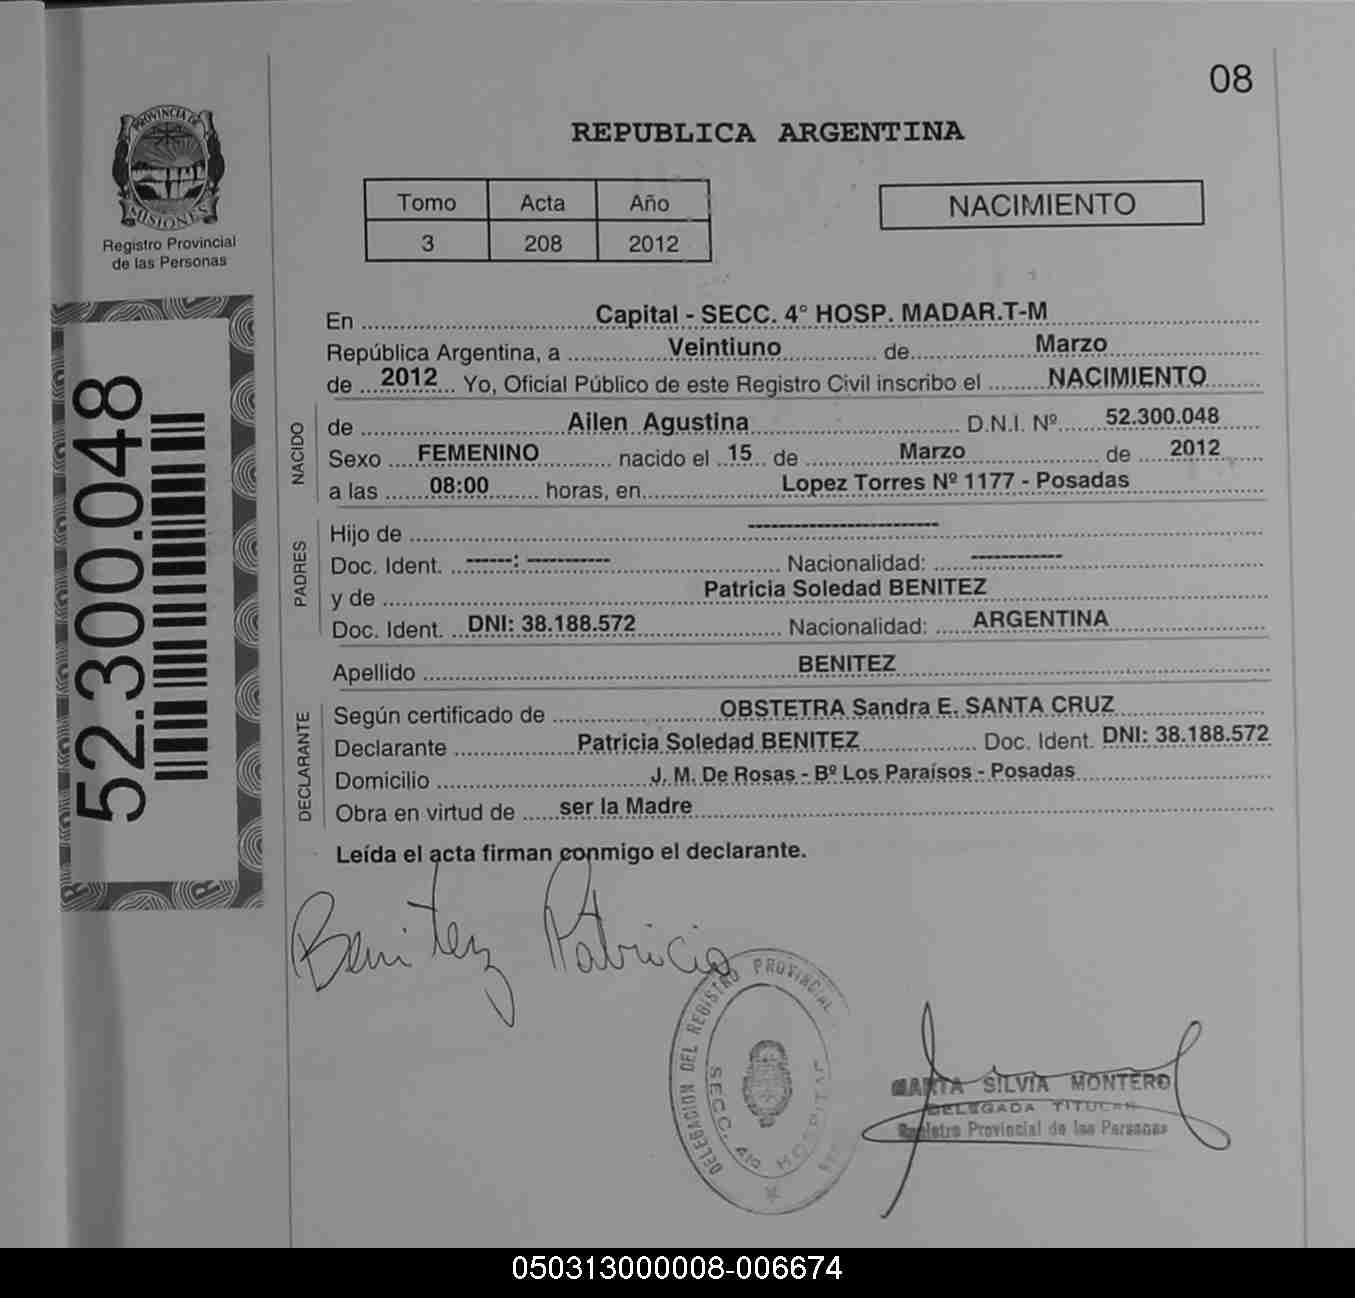 08
PROVINCIA DE
MISIONES
Registro Provincial
de las Personas
REPUBLICA ARGENTINA
Tomo Acta Año
3 208 2012
NACIMIENTO
52.300.048
En Capital - SECC. 4° HOSP. MADAR.T-M
República Argentina, a Veintiuno de Marzo
de 2012 Yo, Oficial Público de este Registro Civil inscribo el NACIMIENTO
NACIDO
de Ailen Agustina D.N.I. Nº 52.300.048
Sexo FEMENINO nacido el 15 de Marzo de 2012
a las 08:00 horas, en Lopez Torres Nº 1177 - Posadas
PADRES
Hijo de -------------------------
Doc. Ident. ------: ----------- Nacionalidad: ------------
y de Patricia Soledad BENITEZ
Doc. Ident. DNI: 38.188.572 Nacionalidad: ARGENTINA
Apellido BENITEZ
DECLARANTE
Según certificado de OBSTETRA Sandra E. SANTA CRUZ
Declarante Patricia Soledad BENITEZ Doc. Ident. DNI: 38.188.572
Domicilio J. M. De Rosas - Bº Los Paraísos - Posadas
Obra en virtud de ser la Madre
Leída el acta firman conmigo el declarante.
Benitez Patricia
DELEGACION DEL REGISTRO PROVINCIAL
SECC. 4ta HOSPITAL
MARTA SILVIA MONTERO
DELEGADA TITULAR
Registro Provincial de las Personas
050313000008-006674